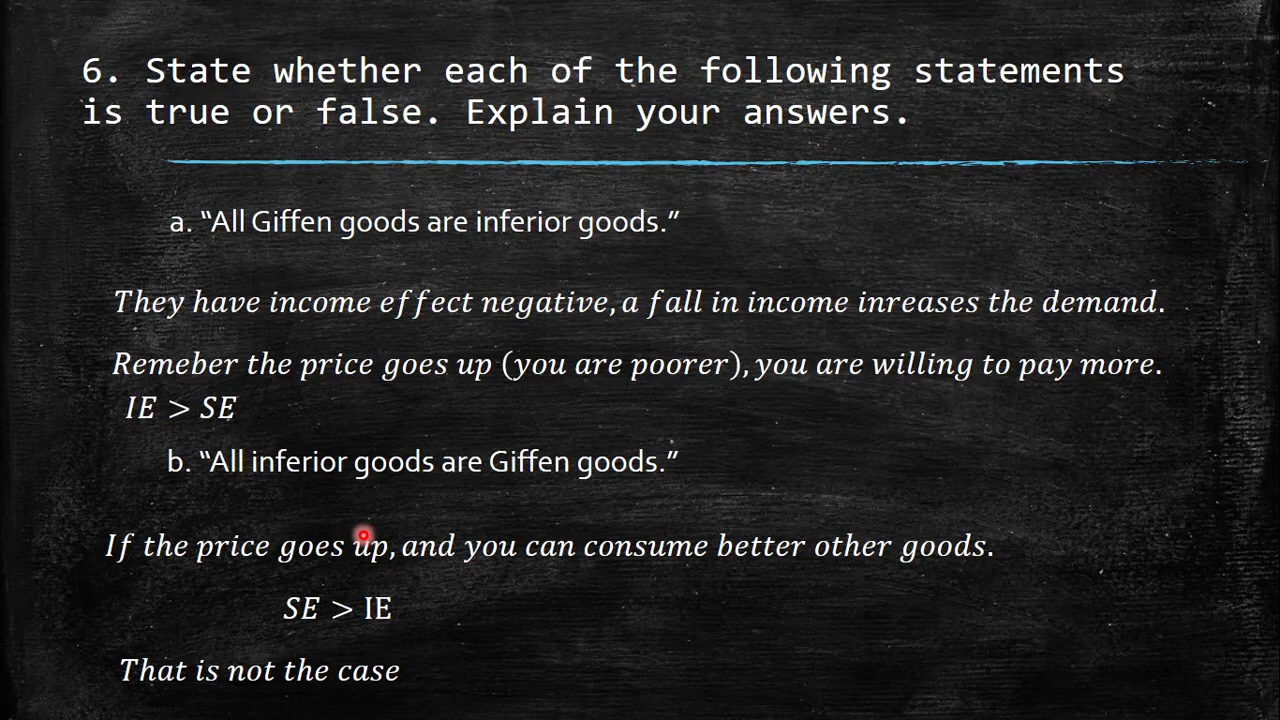 6. State whether each of the following statements
is true or false. Explain your answers.
a. “All Giffen goods are inferior goods.”
They have income effect negative, a fall in income inreases the demand.
Remeber the price goes up (you are poorer), you are willing to pay more.
IE > SE
b. “All inferior goods are Giffen goods.”
If the price goes up, and you can consume better other goods.
SE > IE
That is not the case